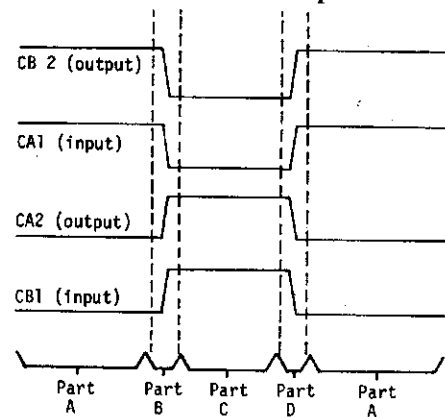 CB 2 (output)
CA1 (input)
CA2 (output)
CB1 (input)
Part Part Part Part Part
A B C D A